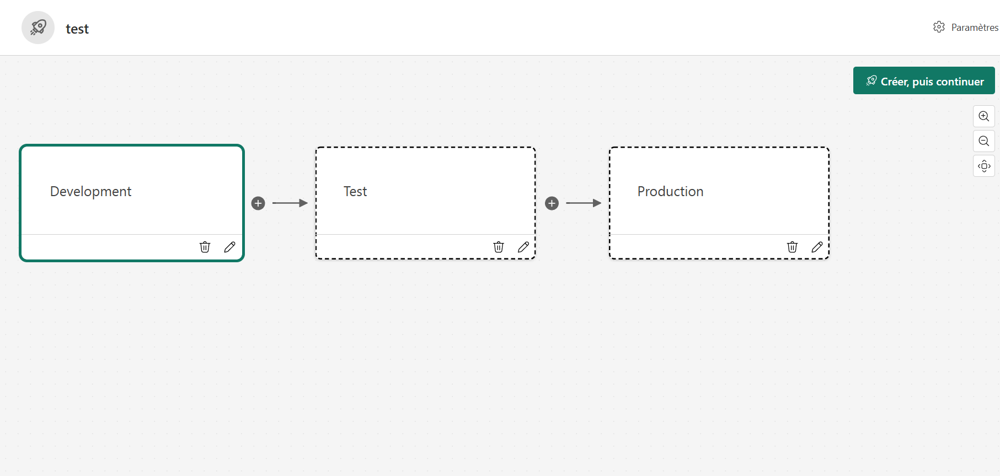 test
Paramètres
Créer, puis continuer
Development
Test
Production